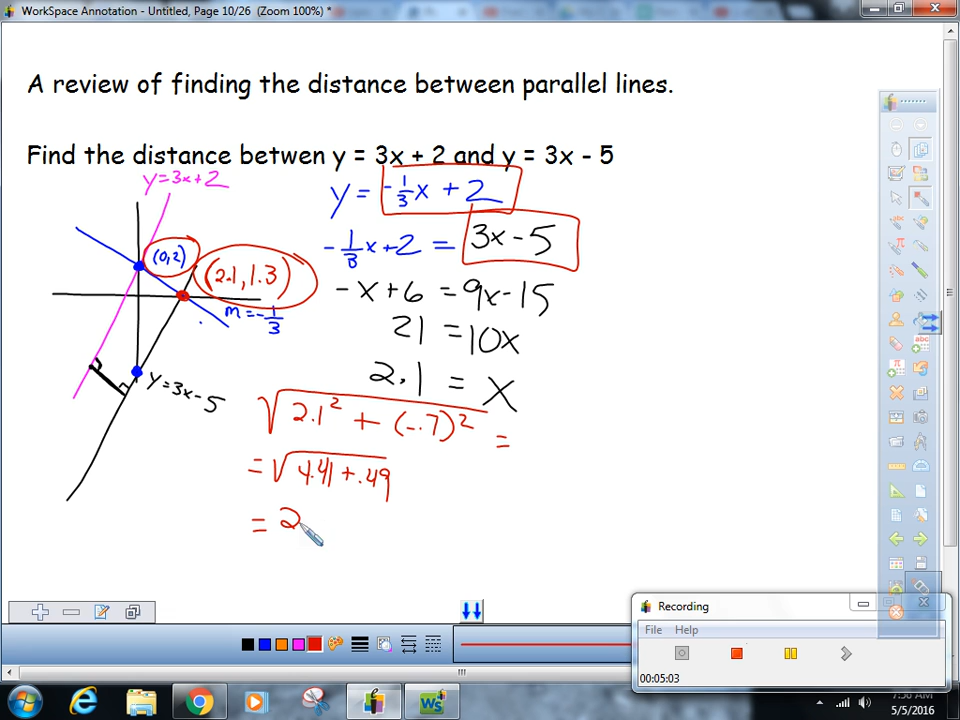 WorkSpace Annotation - Untitled, Page 10/26 (Zoom 100%) *
A review of finding the distance between parallel lines.
Find the distance betwen y = 3x + 2 and y = 3x - 5
y=3x+2
y = -1/3x + 2
(0,2)
-1/3x+2 = 3x-5
(2.1, 1.3)
-x+6 = 9x-15
m=-1/3
21 = 10x
2.1 = x
y=3x-5
√2.1² + (-.7)² =
= √4.41 + .49
= 2
Recording
File Help
00:05:03
7:56 AM
5/5/2016